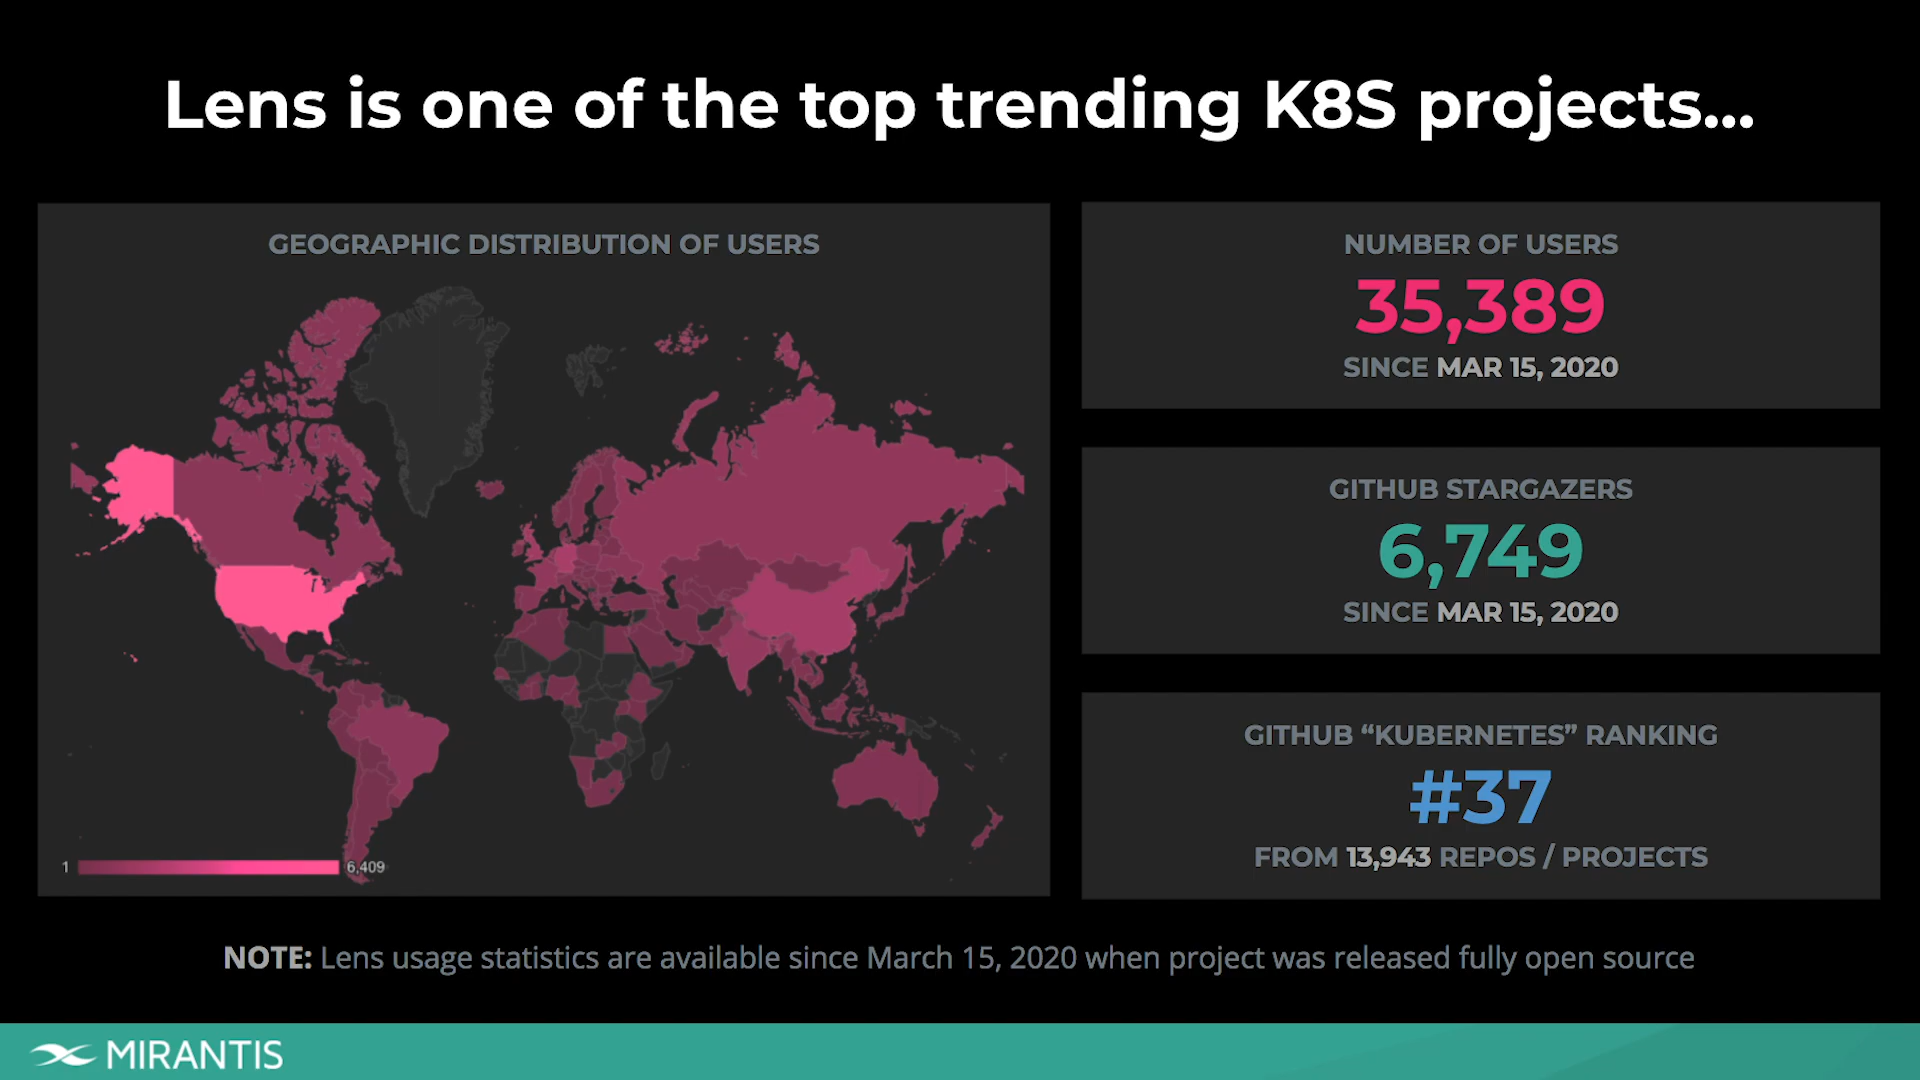 Lens is one of the top trending K8S projects...
GEOGRAPHIC DISTRIBUTION OF USERS
1
6,409
NUMBER OF USERS
35,389
SINCE MAR 15, 2020
GITHUB STARGAZERS
6,749
SINCE MAR 15, 2020
GITHUB “KUBERNETES” RANKING
#37
FROM 13,943 REPOS / PROJECTS
NOTE: Lens usage statistics are available since March 15, 2020 when project was released fully open source
MIRANTIS